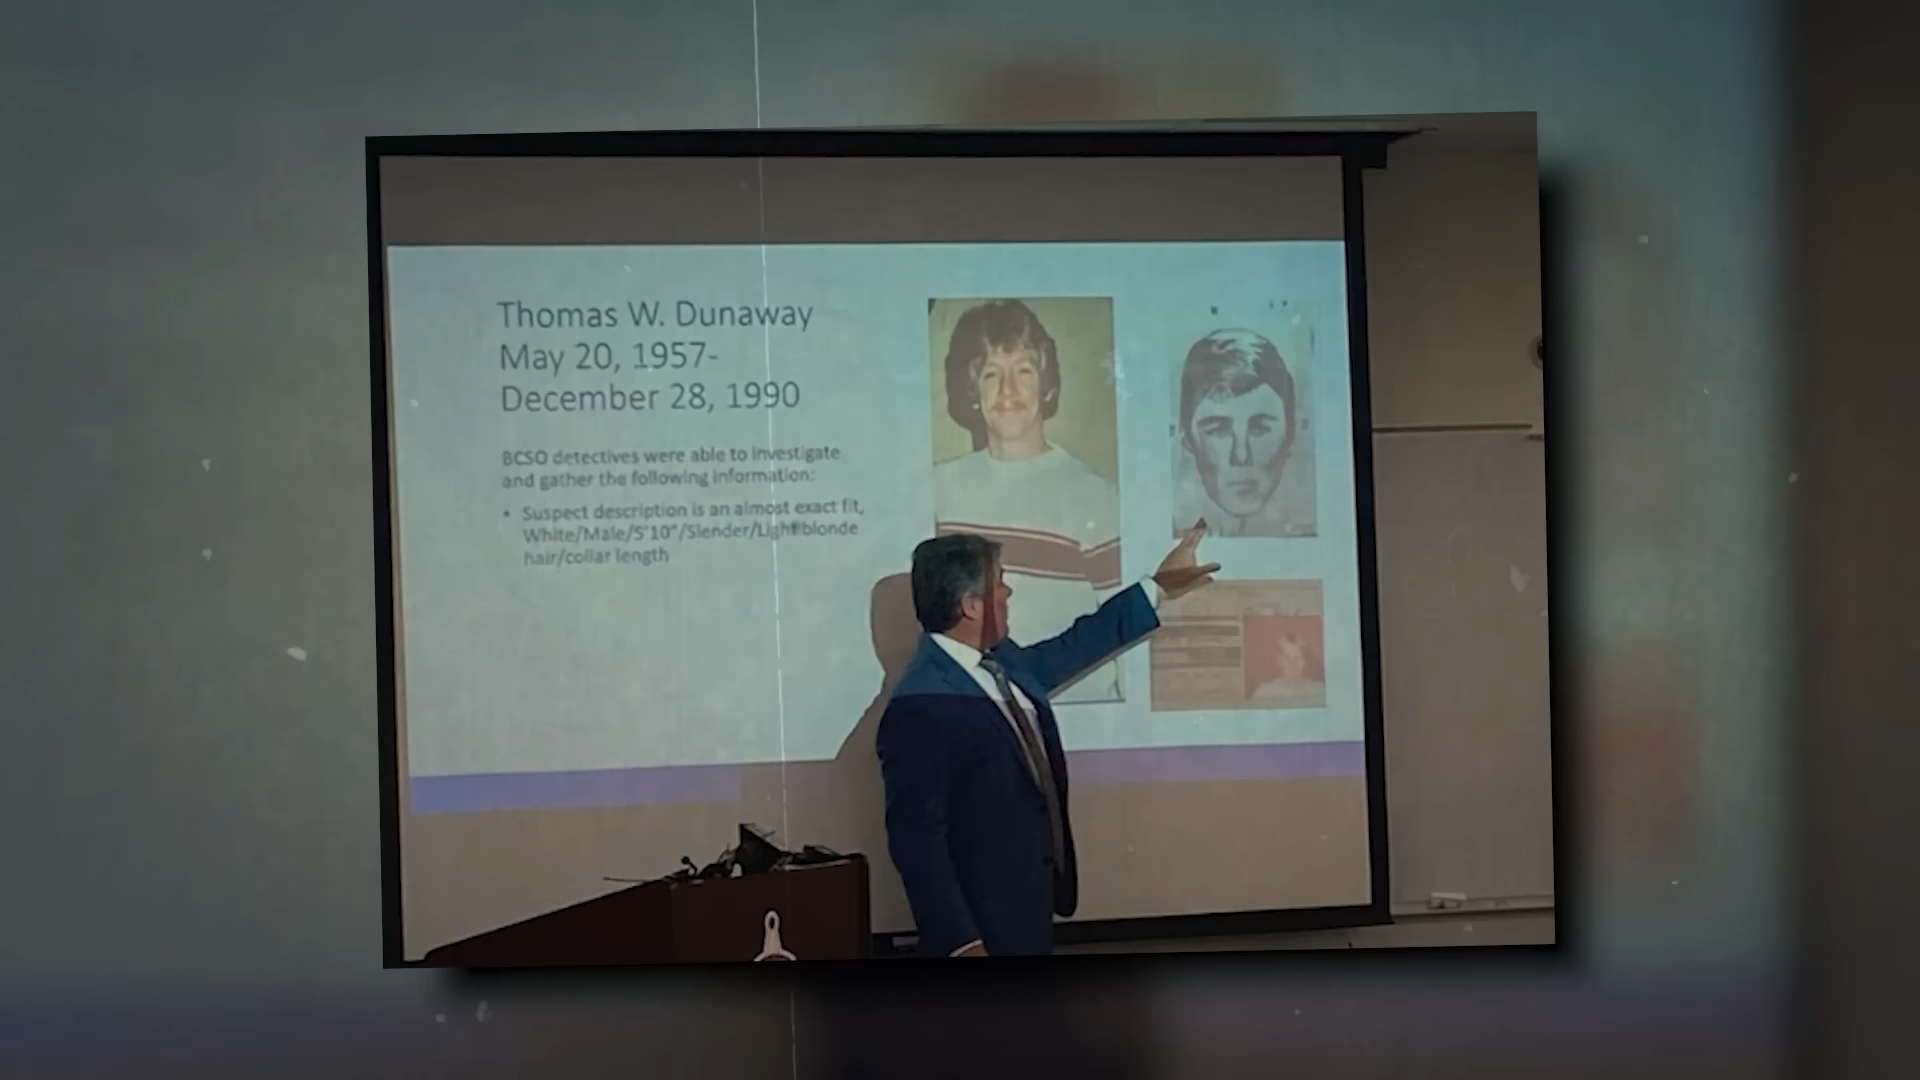 Thomas W. Dunaway
May 20, 1957-
December 28, 1990
BCSO detectives were able to investigate
and gather the following information:
• Suspect description is an almost exact fit,
White/Male/5'10"/Slender/Light blonde
hair/collar length